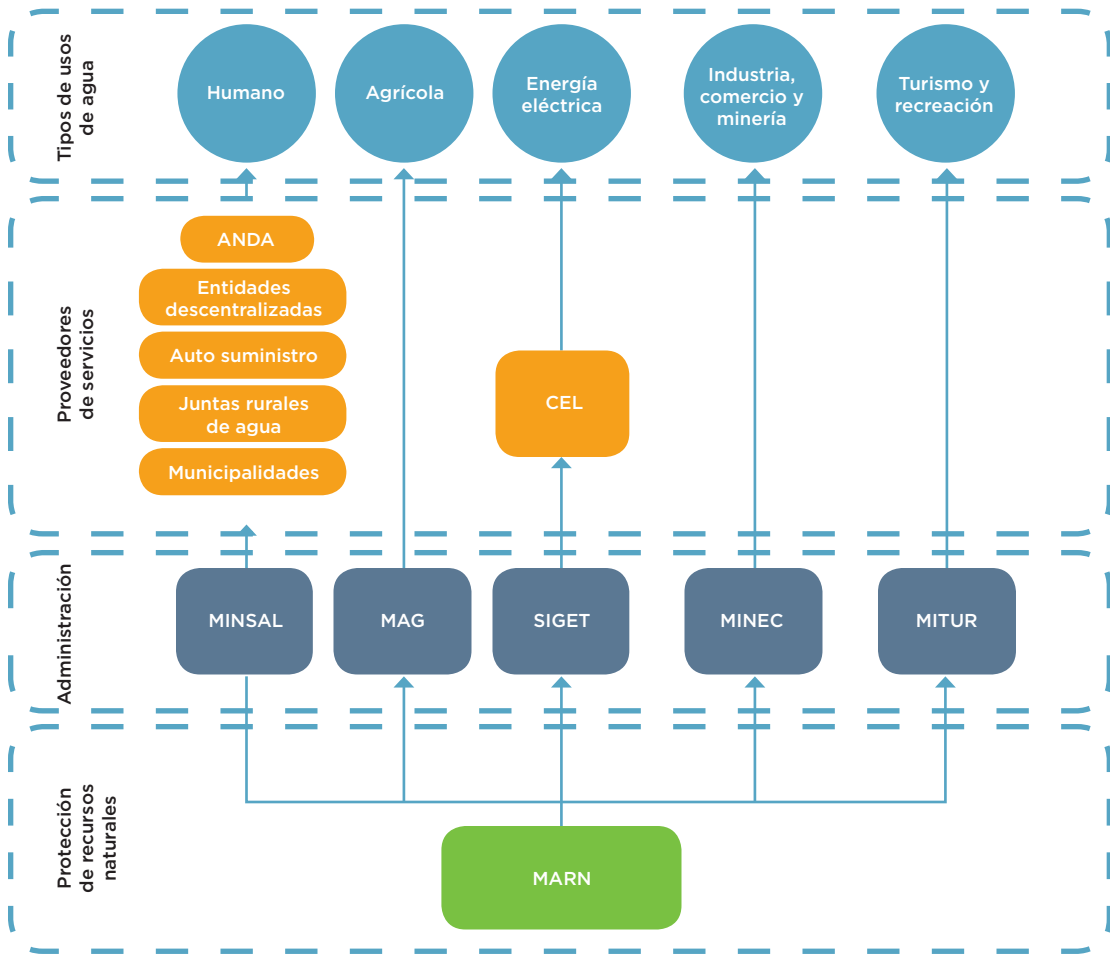 Tipos de usos
de agua
Humano
Agrícola
Energía
eléctrica
Industria,
comercio y
minería
Turismo y
recreación
Proveedores
de servicios
ANDA
Entidades
descentralizadas
Auto suministro
Juntas rurales
de agua
Municipalidades
CEL
Administración
MINSAL
MAG
SIGET
MINEC
MITUR
Protección
de recursos
naturales
MARN